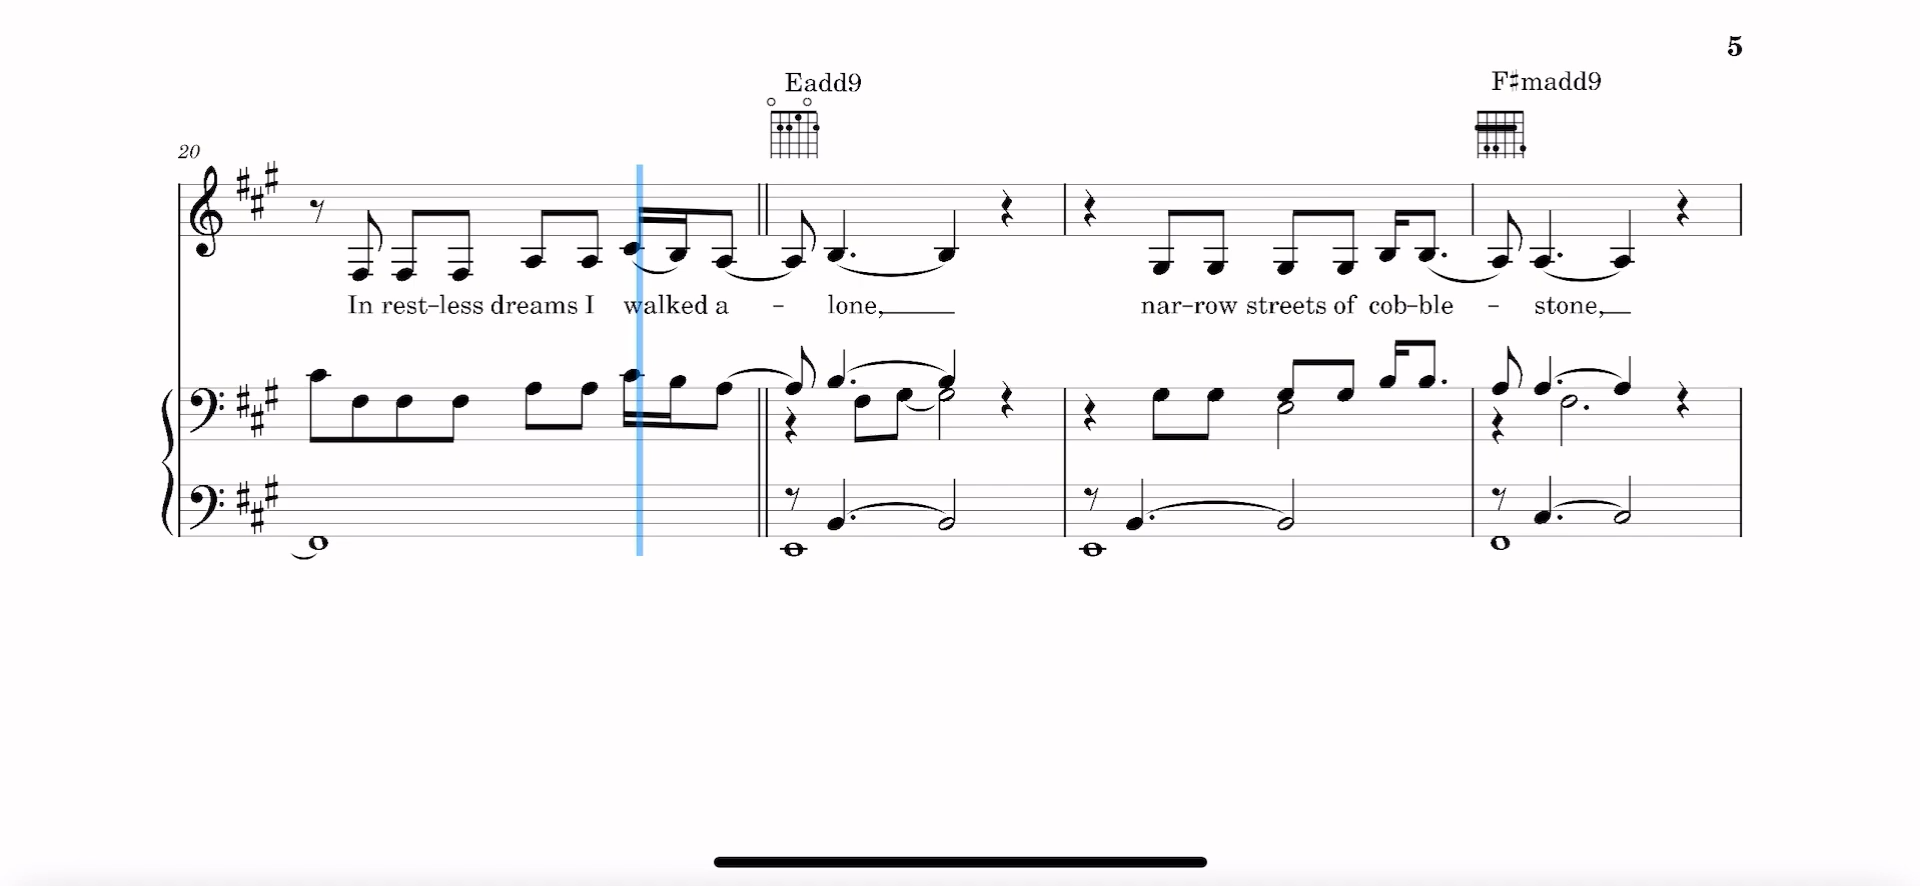 5
Eadd9 F♯madd9
20
In rest-less dreams I walked a - lone, nar-row streets of cob-ble - stone,